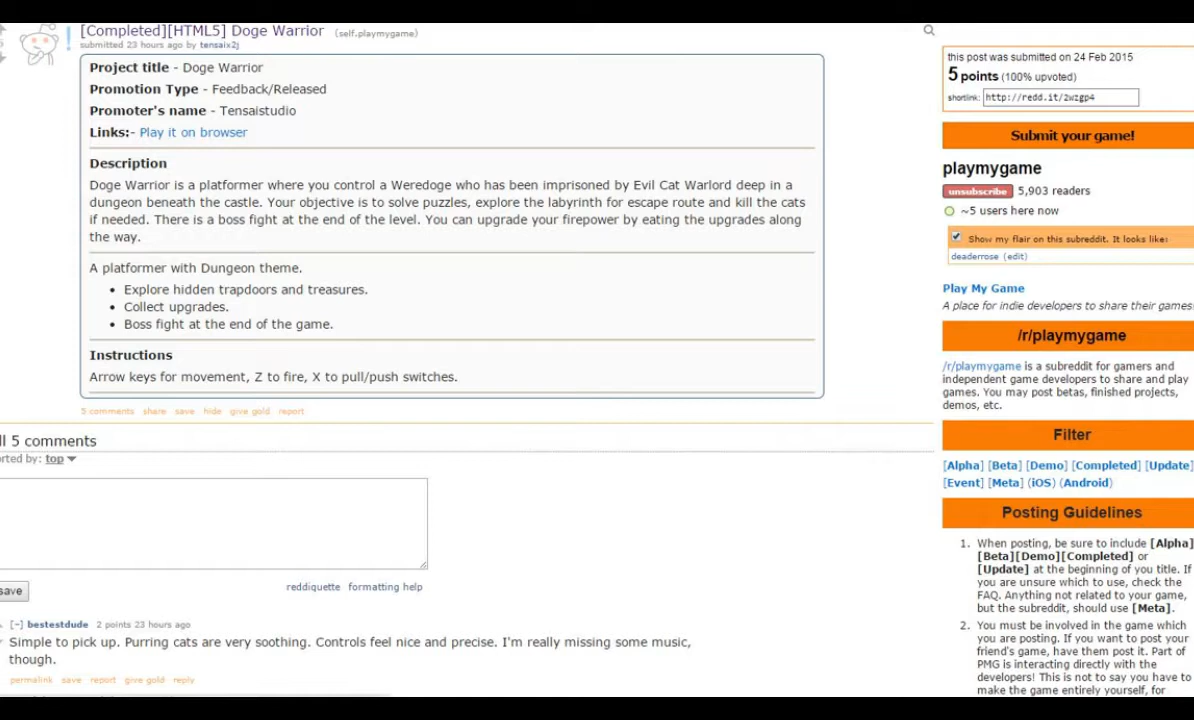 [Completed][HTML5] Doge Warrior (self.playmygame)
submitted 23 hours ago by tensaix2j
Project title - Doge Warrior
Promotion Type - Feedback/Released
Promoter's name - Tensaistudio
Links:- Play it on browser
Description
Doge Warrior is a platformer where you control a Weredoge who has been imprisoned by Evil Cat Warlord deep in a
dungeon beneath the castle. Your objective is to solve puzzles, explore the labyrinth for escape route and kill the cats
if needed. There is a boss fight at the end of the level. You can upgrade your firepower by eating the upgrades along
the way.
A platformer with Dungeon theme.
• Explore hidden trapdoors and treasures.
• Collect upgrades.
• Boss fight at the end of the game.
Instructions
Arrow keys for movement, Z to fire, X to pull/push switches.
5 comments share save hide give gold report
ll 5 comments
rted by: top
save
reddiquette formatting help
[-] bestestdude 2 points 23 hours ago
Simple to pick up. Purring cats are very soothing. Controls feel nice and precise. I'm really missing some music,
though.
permalink save report give gold reply
this post was submitted on 24 Feb 2015
5 points (100% upvoted)
shortlink: http://redd.it/2wzgp4
Submit your game!
playmygame
unsubscribe 5,903 readers
~5 users here now
Show my flair on this subreddit. It looks like:
deaderrose (edit)
Play My Game
A place for indie developers to share their games!
/r/playmygame
/r/playmygame is a subreddit for gamers and
independent game developers to share and play
games. You may post betas, finished projects,
demos, etc.
Filter
[Alpha] [Beta] [Demo] [Completed] [Update]
[Event] [Meta] (iOS) (Android)
Posting Guidelines
1. When posting, be sure to include [Alpha]
[Beta][Demo][Completed] or
[Update] at the beginning of you title. If
you are unsure which to use, check the
FAQ. Anything not related to your game,
but the subreddit, should use [Meta].
2. You must be involved in the game which
you are posting. If you want to post your
friend's game, have them post it. Part of
PMG is interacting directly with the
developers! This is not to say you have to
make the game entirely yourself, for